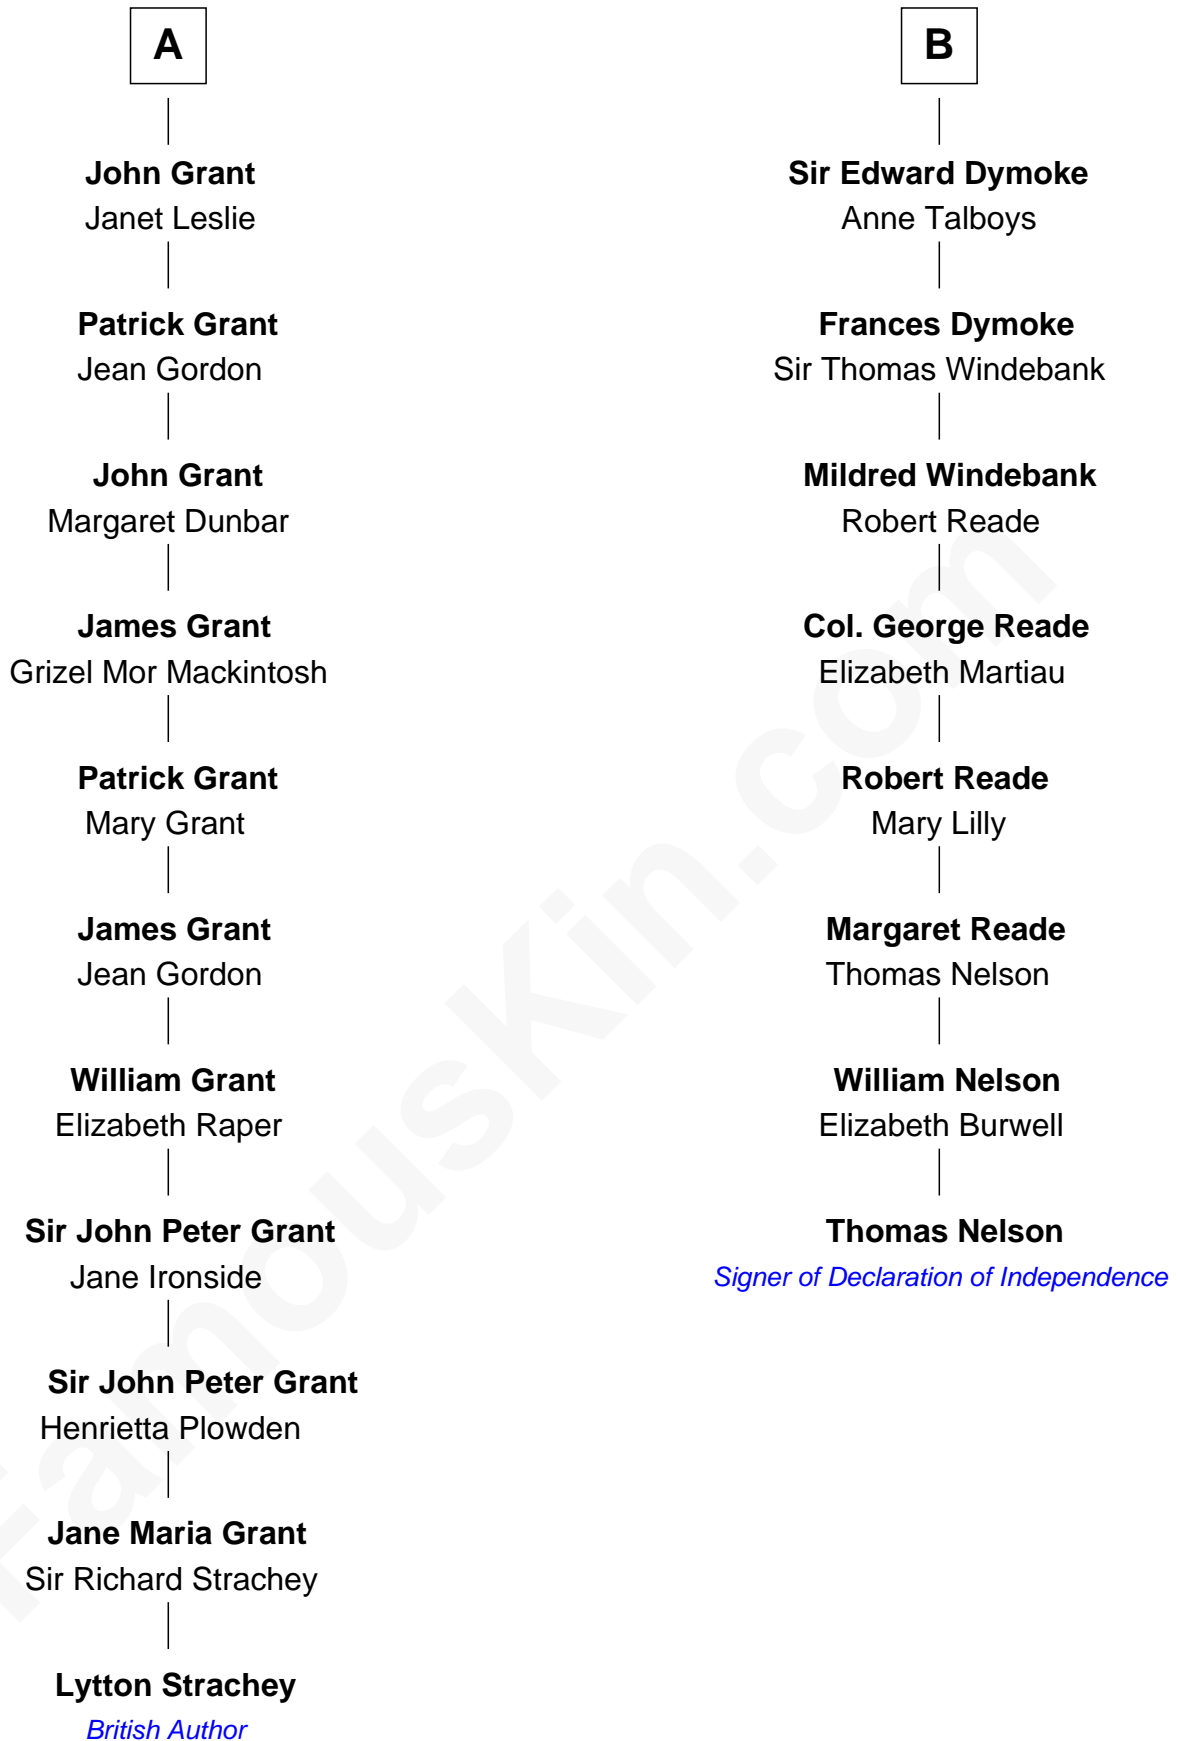 A
John Grant
Janet Leslie
Patrick Grant
Jean Gordon
John Grant
Margaret Dunbar
James Grant
Grizel Mor Mackintosh
Patrick Grant
Mary Grant
James Grant
Jean Gordon
William Grant
Elizabeth Raper
Sir John Peter Grant
Jane Ironside
Sir John Peter Grant
Henrietta Plowden
Jane Maria Grant
Sir Richard Strachey
Lytton Strachey
British Author
B
Sir Edward Dymoke
Anne Talboys
Frances Dymoke
Sir Thomas Windebank
Mildred Windebank
Robert Reade
Col. George Reade
Elizabeth Martiau
Robert Reade
Mary Lilly
Margaret Reade
Thomas Nelson
William Nelson
Elizabeth Burwell
Thomas Nelson
Signer of Declaration of Independence
FamousKin.com